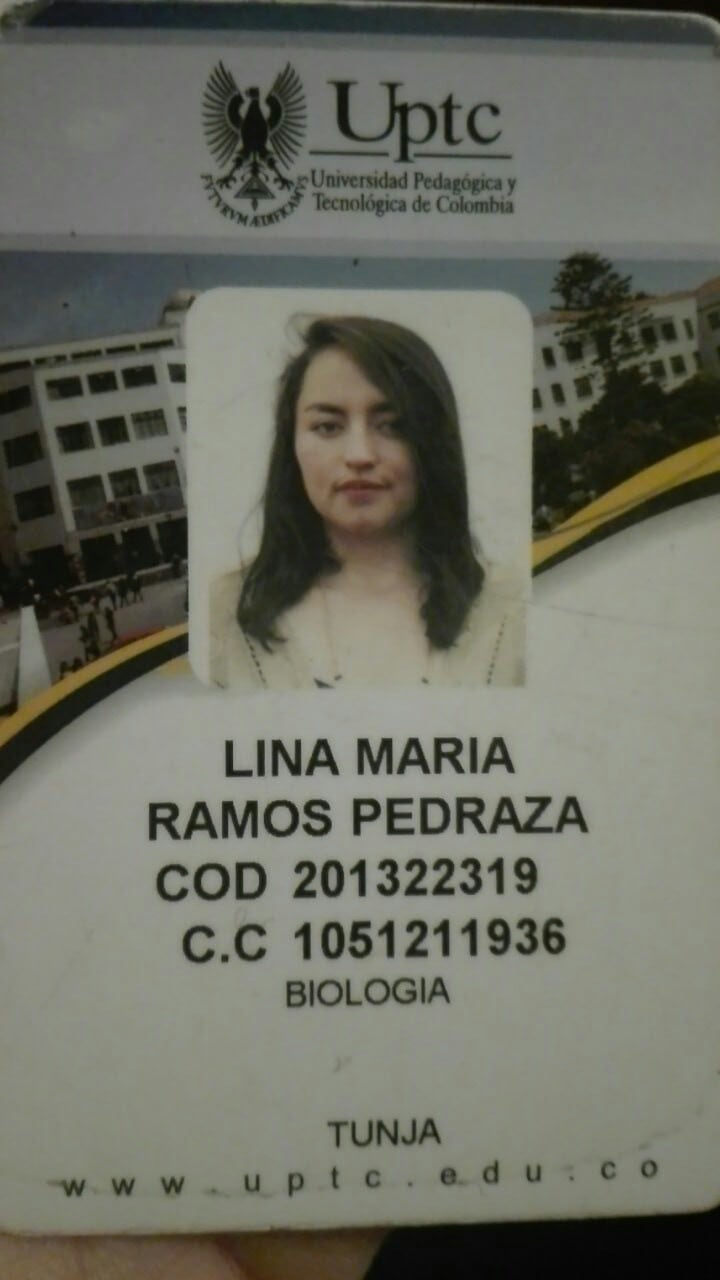 Uptc
Universidad Pedagógica y
Tecnológica de Colombia
FVTVRVM ÆDIFICAMVS
LINA MARIA
RAMOS PEDRAZA
COD 201322319
C.C 1051211936
BIOLOGIA
TUNJA
www.uptc.edu.co